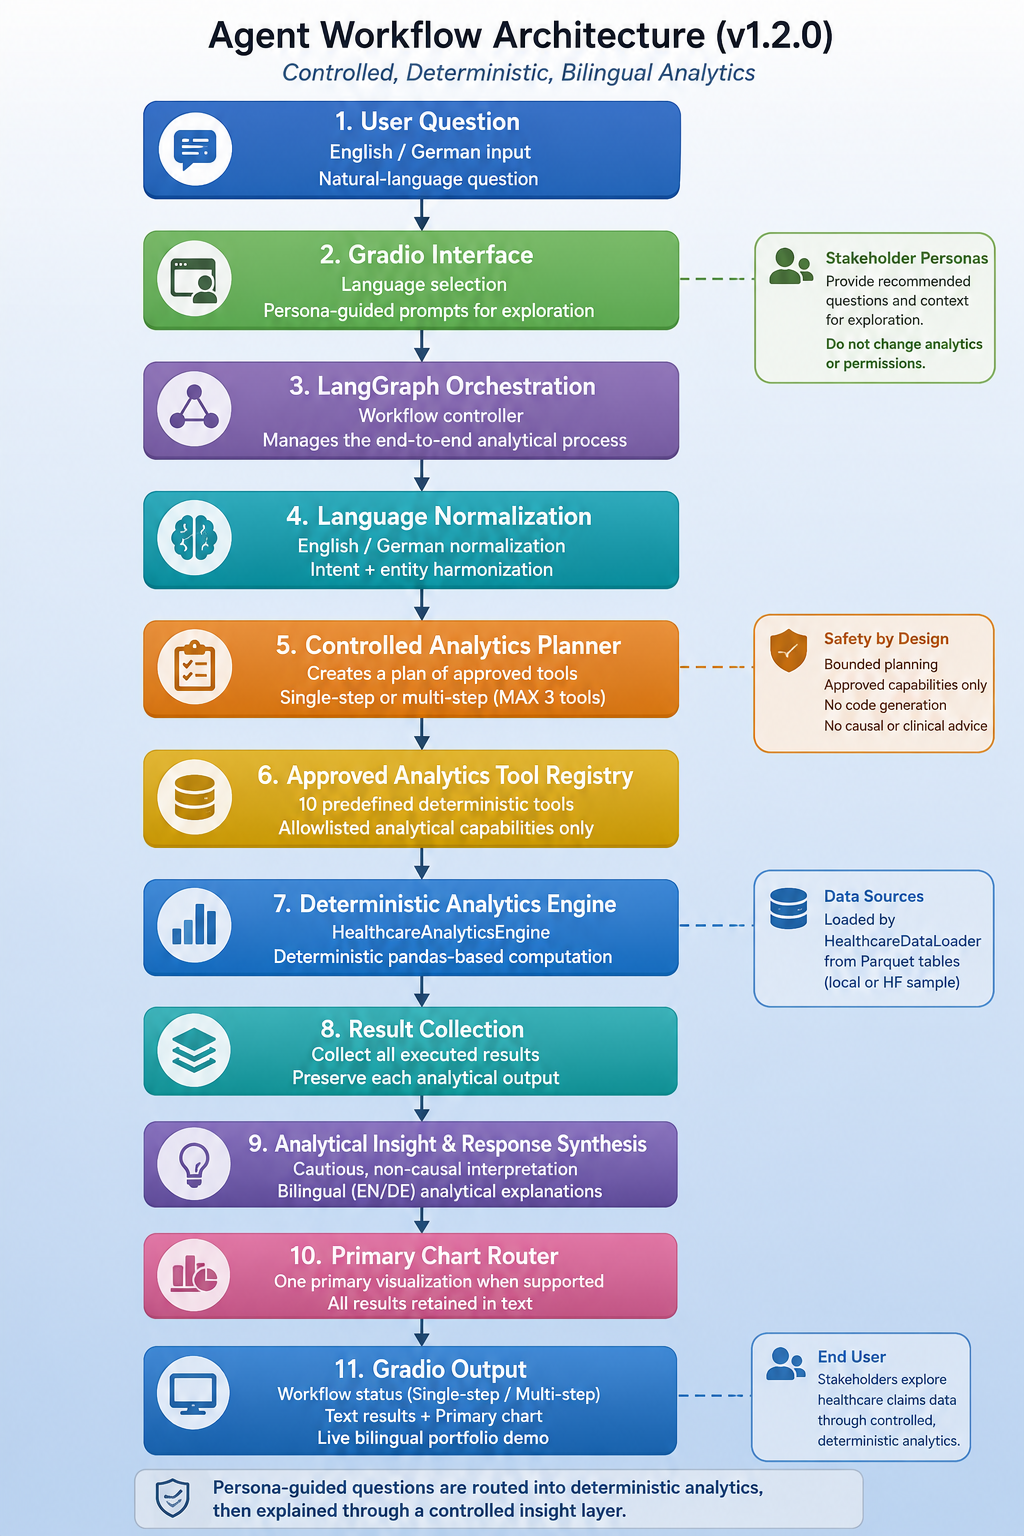 Agent Workflow Architecture (v1.2.0)
Controlled, Deterministic, Bilingual Analytics
1. User Question
English / German input
Natural-language question
2. Gradio Interface
Language selection
Persona-guided prompts for exploration
Stakeholder Personas
Provide recommended
questions and context
for exploration.
Do not change analytics
or permissions.
3. LangGraph Orchestration
Workflow controller
Manages the end-to-end analytical process
4. Language Normalization
English / German normalization
Intent + entity harmonization
5. Controlled Analytics Planner
Creates a plan of approved tools
Single-step or multi-step (MAX 3 tools)
Safety by Design
Bounded planning
Approved capabilities only
No code generation
No causal or clinical advice
6. Approved Analytics Tool Registry
10 predefined deterministic tools
Allowlisted analytical capabilities only
7. Deterministic Analytics Engine
HealthcareAnalyticsEngine
Deterministic pandas-based computation
Data Sources
Loaded by
HealthcareDataLoader
from Parquet tables
(local or HF sample)
8. Result Collection
Collect all executed results
Preserve each analytical output
9. Analytical Insight & Response Synthesis
Cautious, non-causal interpretation
Bilingual (EN/DE) analytical explanations
10. Primary Chart Router
One primary visualization when supported
All results retained in text
11. Gradio Output
Workflow status (Single-step / Multi-step)
Text results + Primary chart
Live bilingual portfolio demo
End User
Stakeholders explore
healthcare claims data
through controlled,
deterministic analytics.
Persona-guided questions are routed into deterministic analytics,
then explained through a controlled insight layer.